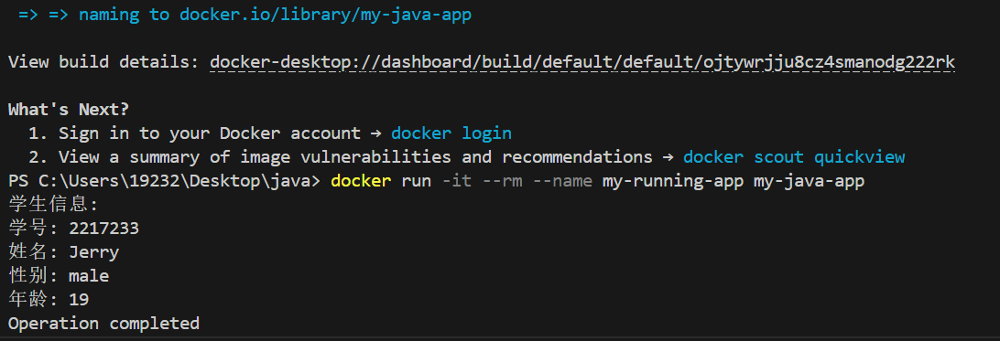 => => naming to docker.io/library/my-java-app
View build details: docker-desktop://dashboard/build/default/default/ojtywrjju8cz4smanodg222rk
What's Next?
1. Sign in to your Docker account → docker login
2. View a summary of image vulnerabilities and recommendations → docker scout quickview
PS C:\Users\19232\Desktop\java> docker run -it --rm --name my-running-app my-java-app
学生信息:
学号: 2217233
姓名: Jerry
性别: male
年龄: 19
Operation completed